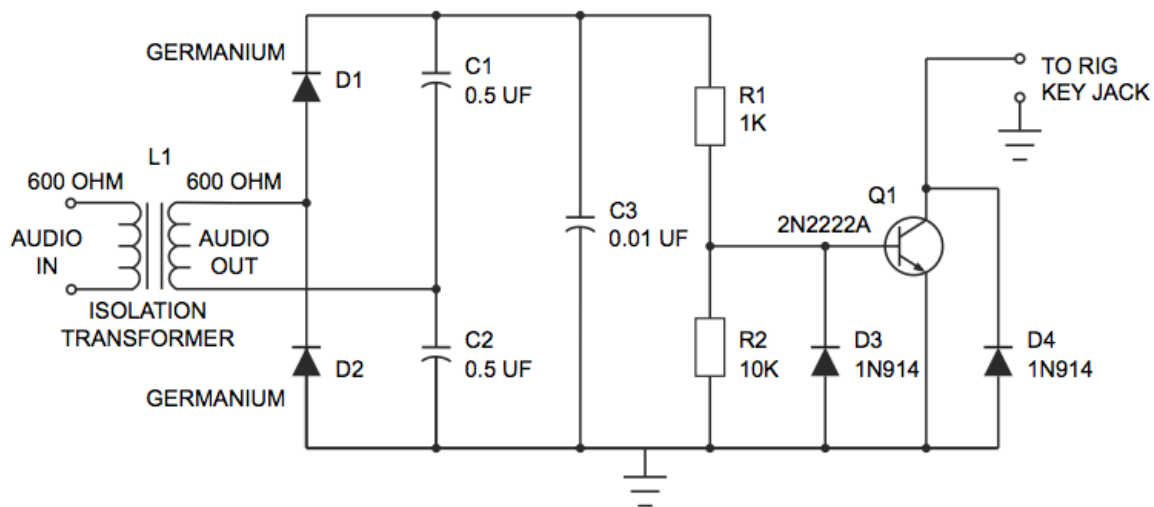 GERMANIUM
D1
C1
0.5 UF
R1
1K
TO RIG
KEY JACK
L1
600 OHM
600 OHM
AUDIO
IN
AUDIO
OUT
ISOLATION
TRANSFORMER
C3
0.01 UF
Q1
2N2222A
D2
GERMANIUM
C2
0.5 UF
R2
10K
D3
1N914
D4
1N914